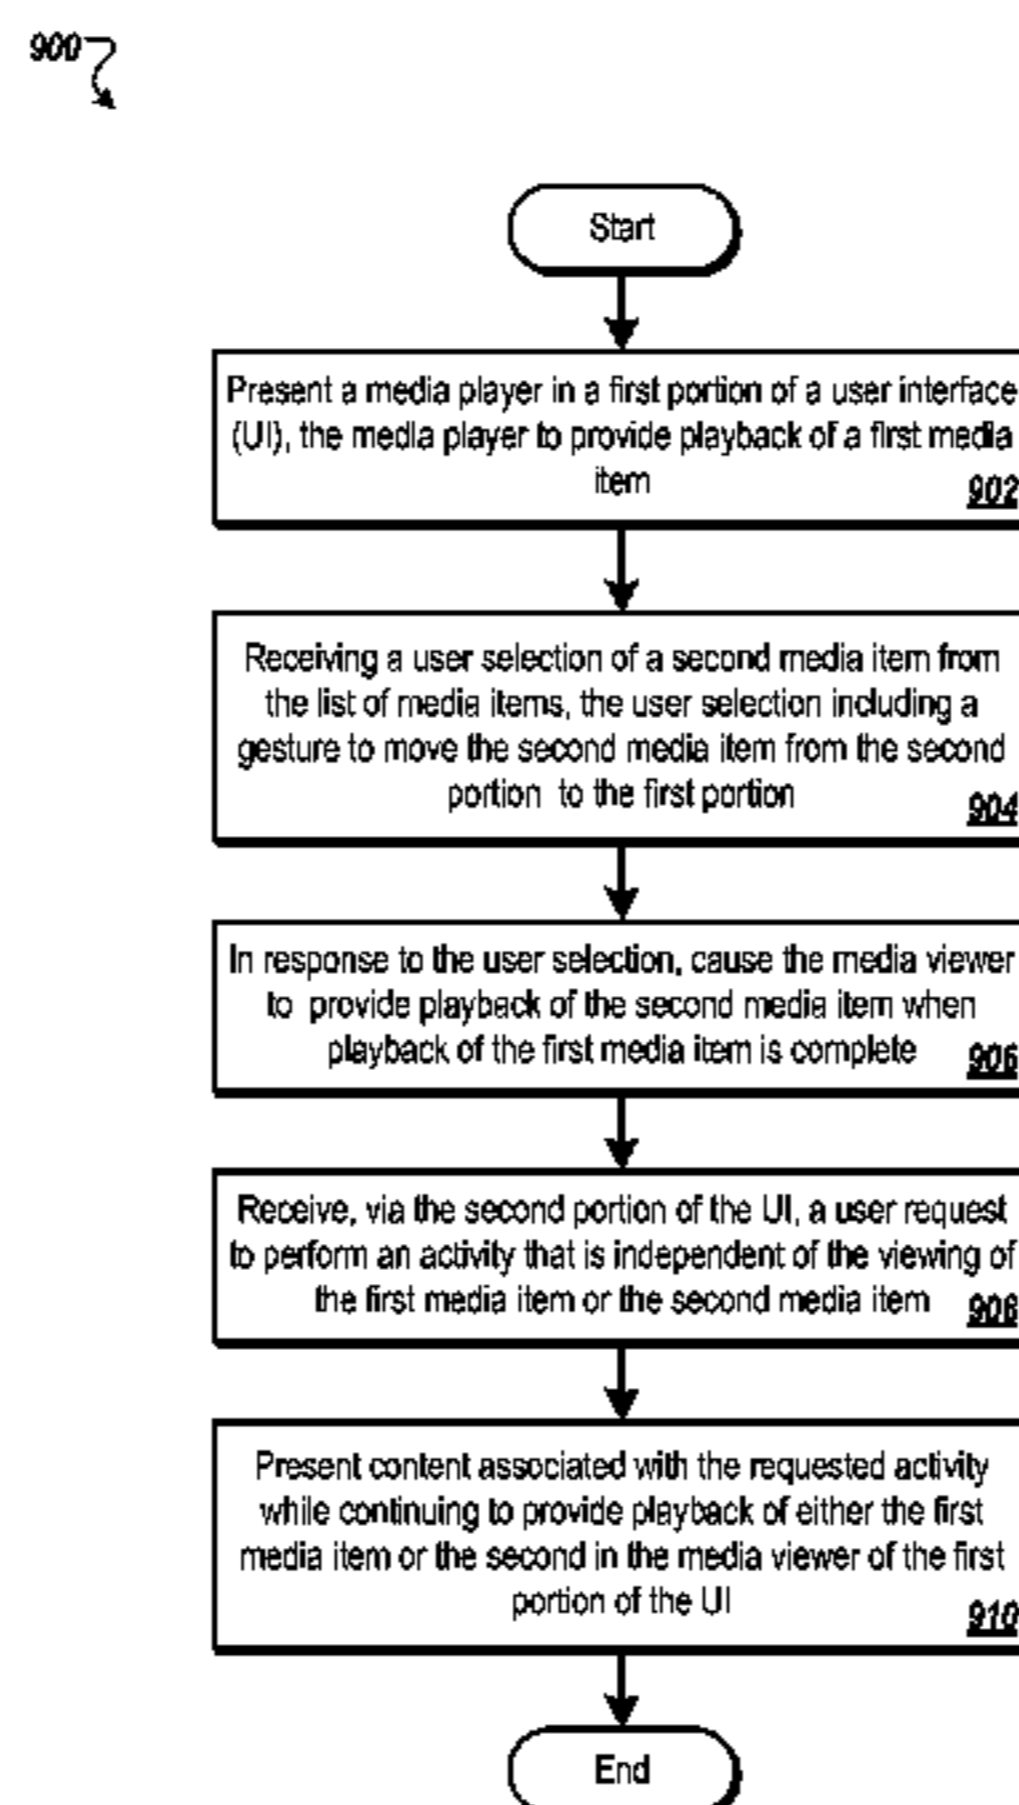 900
Start
Present a media player in a first portion of a user interface
(UI), the media player to provide playback of a first media
item
902
Receiving a user selection of a second media item from
the list of media items, the user selection including a
gesture to move the second media item from the second
portion to the first portion
904
In response to the user selection, cause the media viewer
to provide playback of the second media item when
playback of the first media item is complete
906
Receive, via the second portion of the UI, a user request
to perform an activity that is independent of the viewing of
the first media item or the second media item
908
Present content associated with the requested activity
while continuing to provide playback of either the first
media item or the second in the media viewer of the first
portion of the UI
910
End